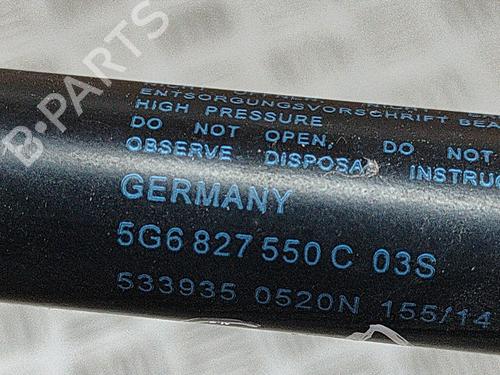 ENTSORGUNGSVORSCHRIFT BEA
HIGH PRESSURE
DO NOT OPEN, DO NOT
OBSERVE DISPOSA INSTRUC
GERMANY
5G6 827 550 C 03S
533935 0520N 155/14
B-PARTS